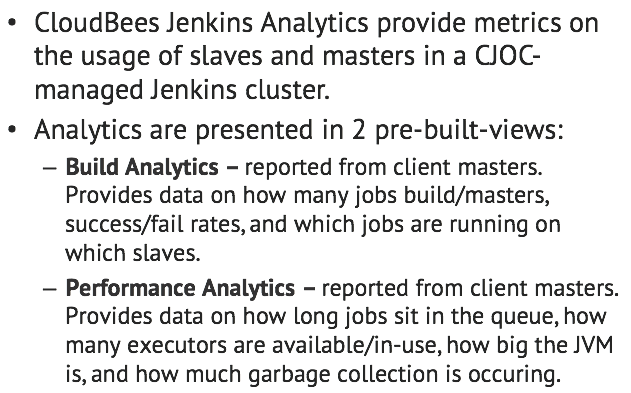 • CloudBees Jenkins Analytics provide metrics on
the usage of slaves and masters in a CJOC-
managed Jenkins cluster.
• Analytics are presented in 2 pre-built-views:
– Build Analytics – reported from client masters.
Provides data on how many jobs build/masters,
success/fail rates, and which jobs are running on
which slaves.
– Performance Analytics – reported from client masters.
Provides data on how long jobs sit in the queue, how
many executors are available/in-use, how big the JVM
is, and how much garbage collection is occuring.